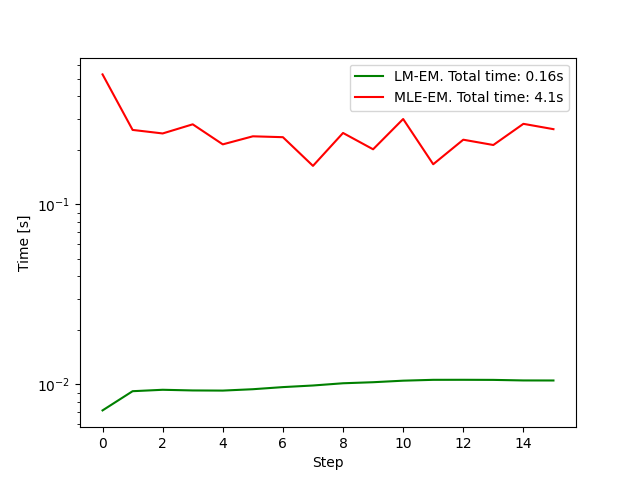 LM-EM. Total time: 0.16s
MLE-EM. Total time: 4.1s
Time [s]
10⁻¹
10⁻²
0 2 4 6 8 10 12 14
Step